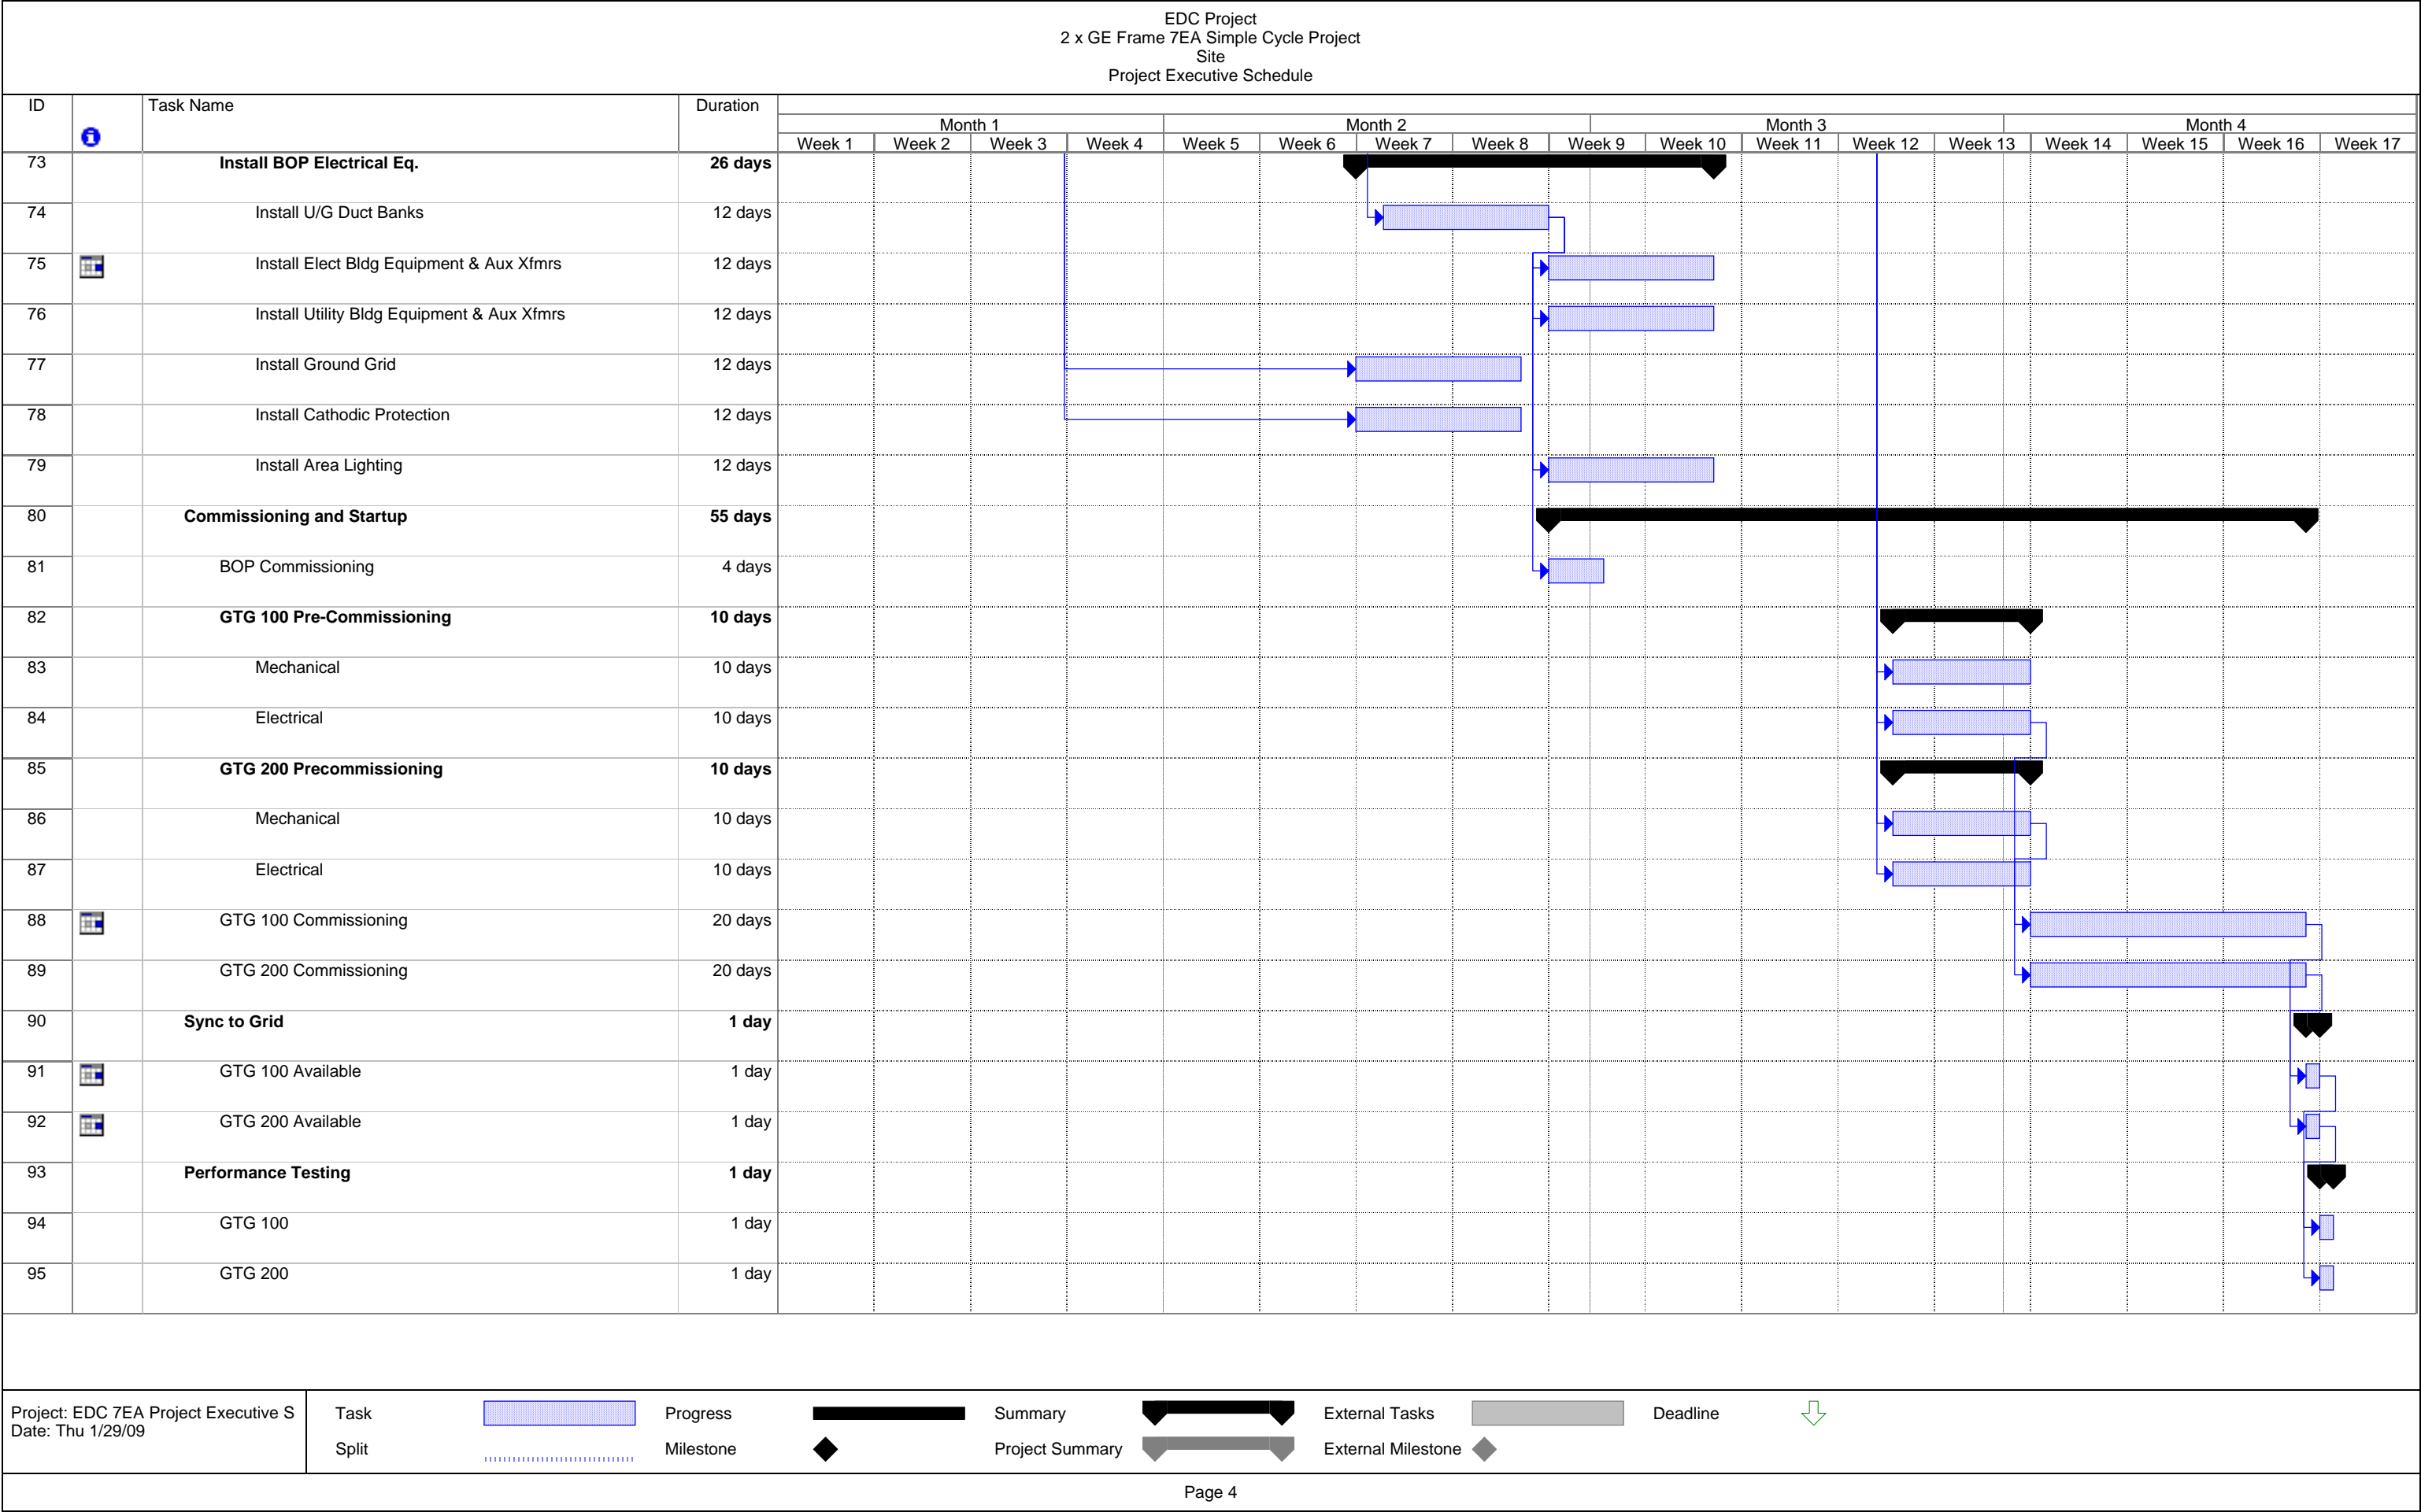 EDC Project
2 x GE Frame 7EA Simple Cycle Project
Site
Project Executive Schedule
ID Task Name Duration
Month 1 Month 2 Month 3 Month 4
Week 1 Week 2 Week 3 Week 4 Week 5 Week 6 Week 7 Week 8 Week 9 Week 10 Week 11 Week 12 Week 13 Week 14 Week 15 Week 16 Week 17
73 Install BOP Electrical Eq. 26 days
74 Install U/G Duct Banks 12 days
75 Install Elect Bldg Equipment & Aux Xfmrs 12 days
76 Install Utility Bldg Equipment & Aux Xfmrs 12 days
77 Install Ground Grid 12 days
78 Install Cathodic Protection 12 days
79 Install Area Lighting 12 days
80 Commissioning and Startup 55 days
81 BOP Commissioning 4 days
82 GTG 100 Pre-Commissioning 10 days
83 Mechanical 10 days
84 Electrical 10 days
85 GTG 200 Precommissioning 10 days
86 Mechanical 10 days
87 Electrical 10 days
88 GTG 100 Commissioning 20 days
89 GTG 200 Commissioning 20 days
90 Sync to Grid 1 day
91 GTG 100 Available 1 day
92 GTG 200 Available 1 day
93 Performance Testing 1 day
94 GTG 100 1 day
95 GTG 200 1 day
Project: EDC 7EA Project Executive S
Date: Thu 1/29/09
Task Progress Summary External Tasks Deadline
Split Milestone Project Summary External Milestone
Page 4